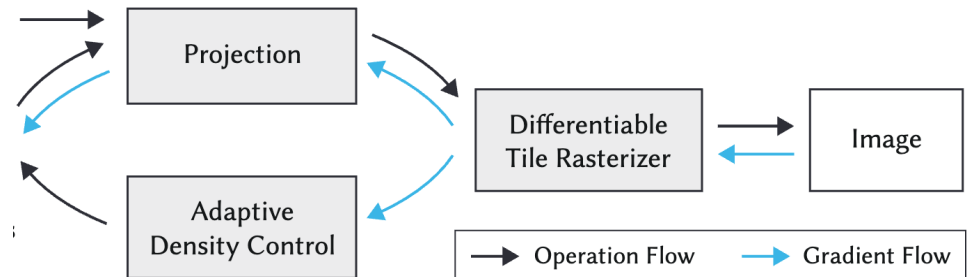 Projection
Differentiable
Tile Rasterizer
Image
Adaptive
Density Control
Operation Flow
Gradient Flow